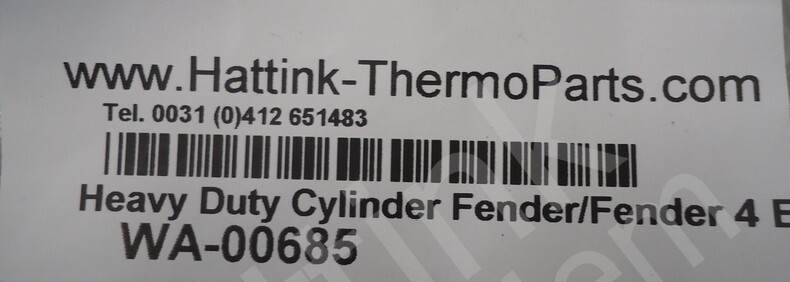 www.Hattink-ThermoParts.com
Tel. 0031 (0)412 651483
Heavy Duty Cylinder Fender/Fender 4 E
WA-00685